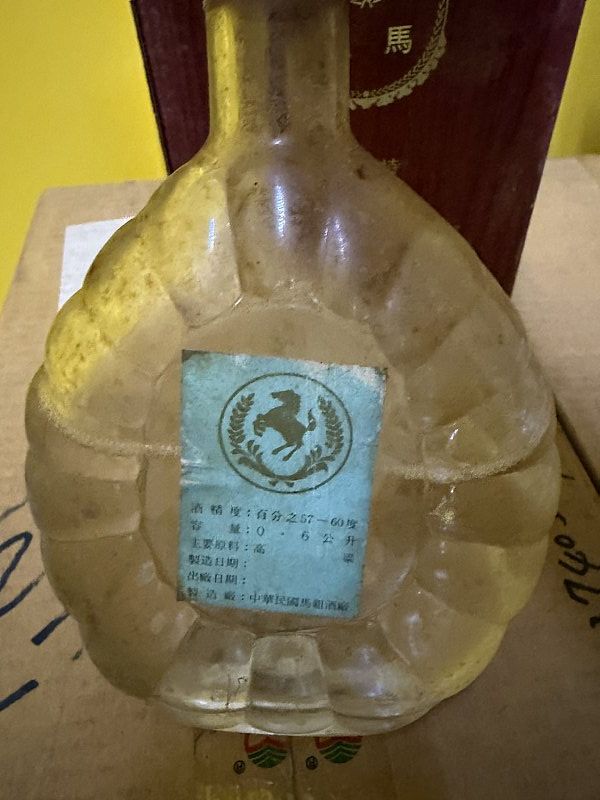 馬
酒精度：百分之57－60度
容量：0．6公升
主要原料：高粱
製造日期：
出廠日期：
製造廠：中華民國馬祖酒廠
®
®